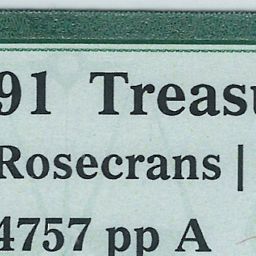 91 Treasu
Rosecrans |
4757 pp A